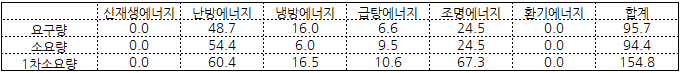 신재생에너지 난방에너지 냉방에너지 급탕에너지 조명에너지 환기에너지 합계
요구량 0.0 48.7 16.0 6.6 24.5 0.0 95.7
소요량 0.0 54.4 6.0 9.5 24.5 0.0 94.4
1차소요량 0.0 60.4 16.5 10.6 67.3 0.0 154.8